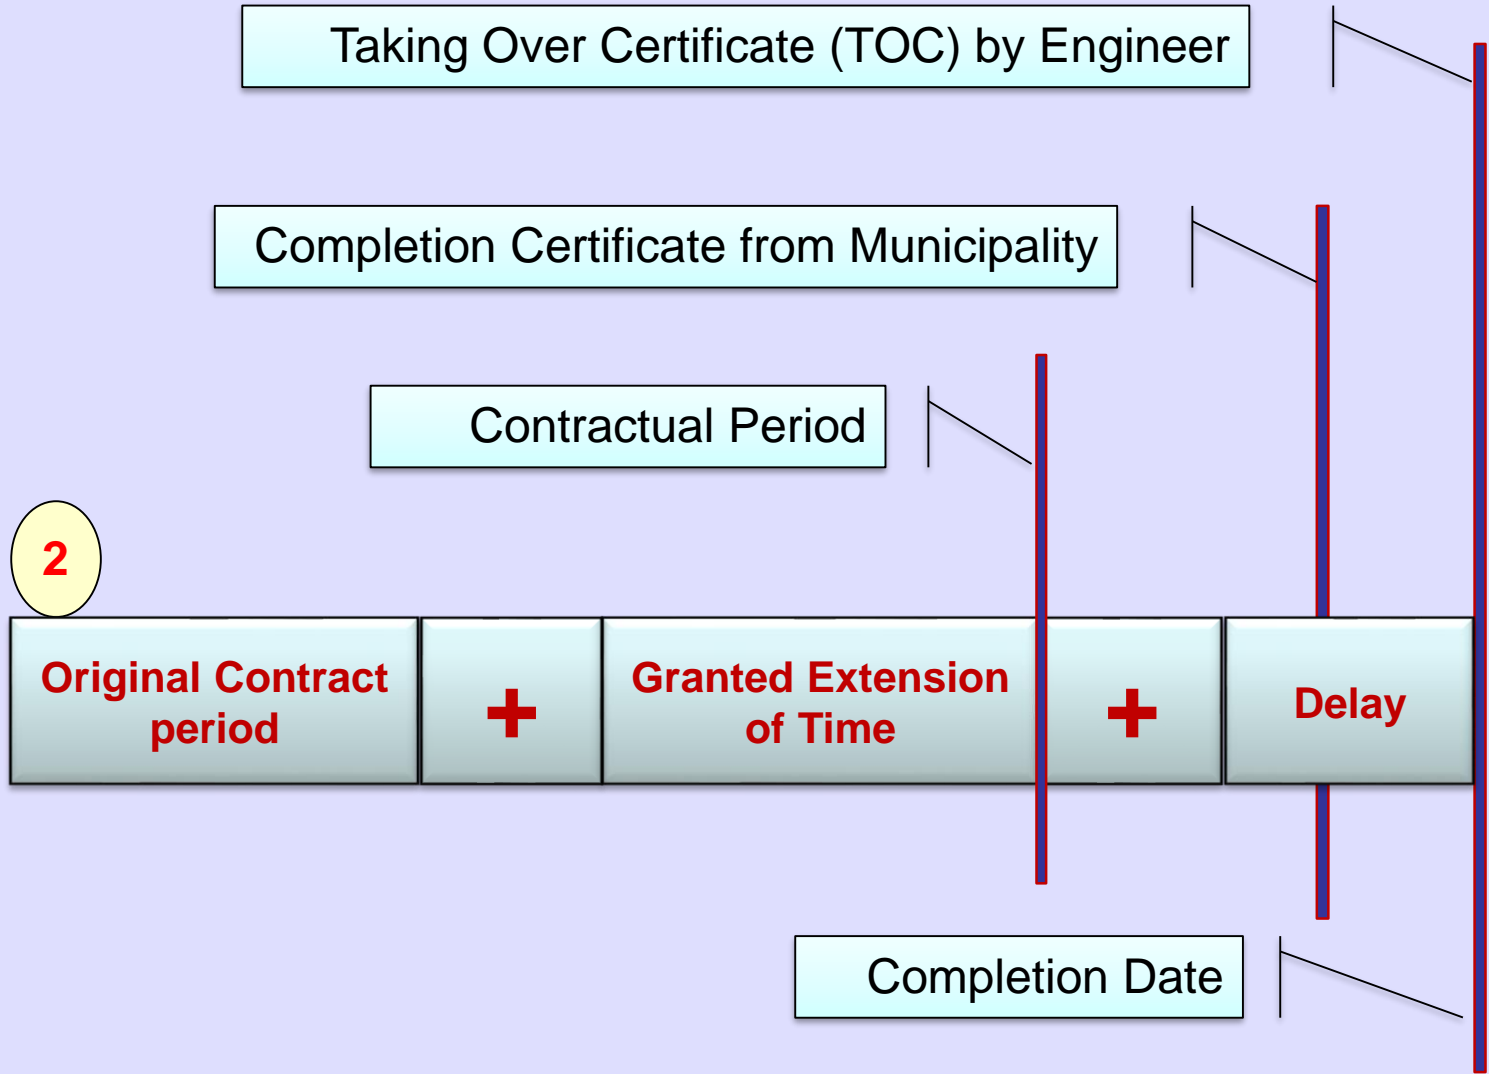 Taking Over Certificate (TOC) by Engineer
Completion Certificate from Municipality
Contractual Period
2
Original Contract
period
+
Granted Extension
of Time
+
Delay
Completion Date